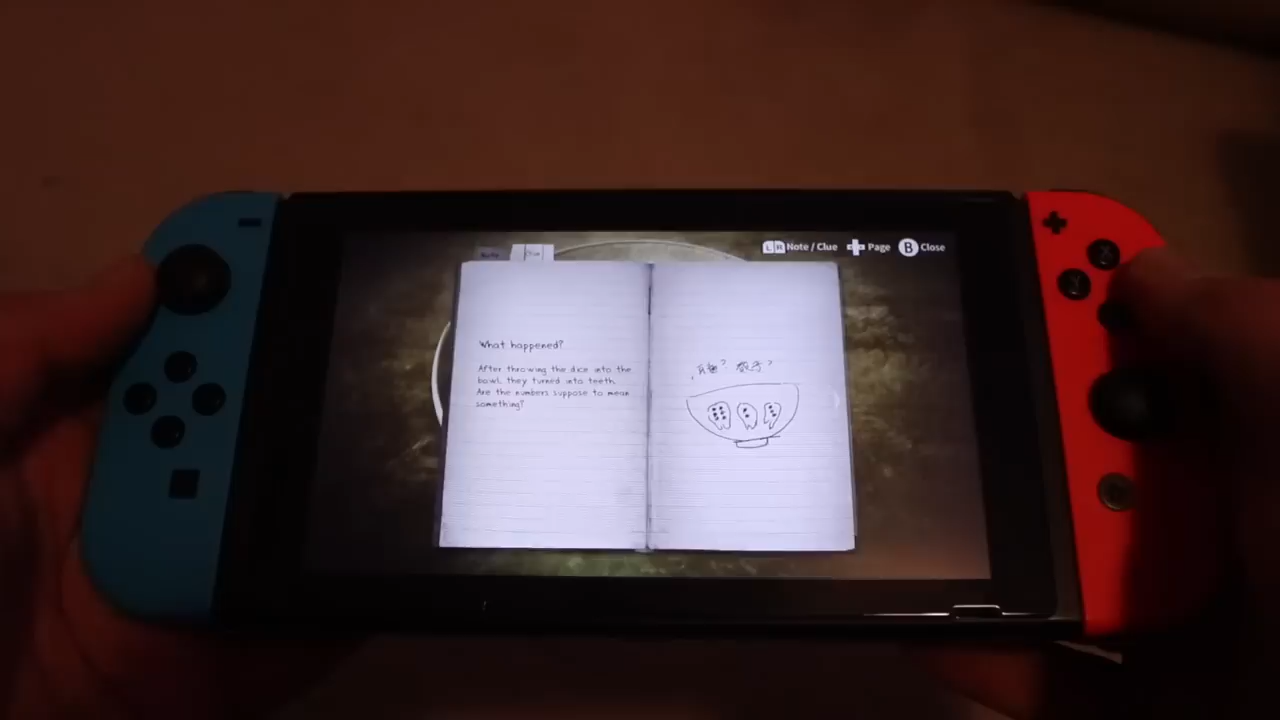 Note / Clue
Page
B Close
Clue
What happened?
After throwing the dice into the
bowl, they turned into teeth.
Are the numbers suppose to mean
something?
骰子?